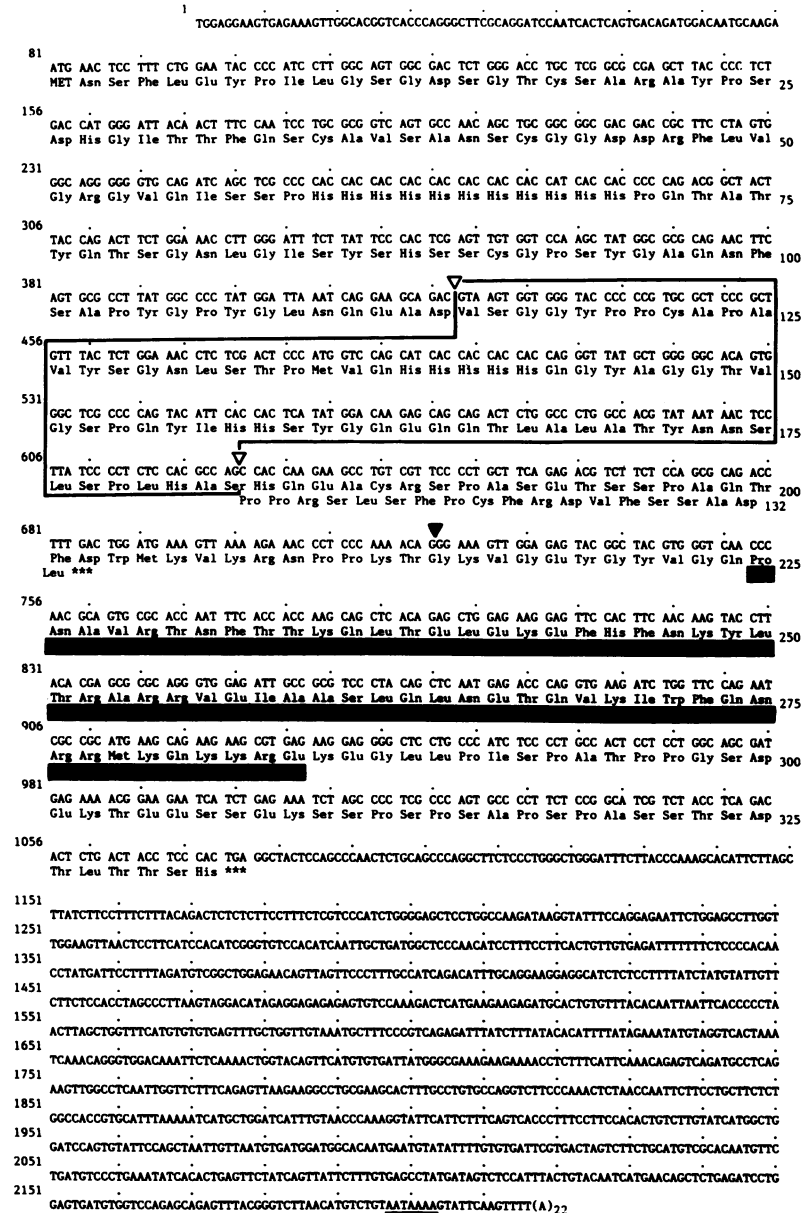 1
TGGAGGAAGTGAGAAAGTTGGCACGGTCACCCAGGGCTTCGCAGGATCCAATCACTCAGTGACAGATGGACAATGCAAGA
81
ATG AAC TCC TTT CTG GAA TAC CCC ATC CTT GGC AGT GGC GAC TCT GGG ACC TGC TCG GCG CGA GCT TAC CCC TCT
MET Asn Ser Phe Leu Glu Tyr Pro Ile Leu Gly Ser Gly Asp Ser Gly Thr Cys Ser Ala Arg Ala Tyr Pro Ser 25
156
GAC CAT GGG ATT ACA ACT TTC CAA TCC TGC GCG GTC AGT GCC AAC AGC TGC GGC GGC GAC GAC CGC TTC CTA GTG
Asp His Gly Ile Thr Thr Phe Gln Ser Cys Ala Val Ser Ala Asn Ser Cys Gly Gly Asp Asp Arg Phe Leu Val 50
231
GGC AGG GGG GTG CAG ATC AGC TCG CCC CAC CAC CAC CAC CAC CAC CAC CAC CAT CAC CAC CCC CAG ACG GCT ACT
Gly Arg Gly Val Gln Ile Ser Ser Pro His His His His His His His His His His His Pro Gln Thr Ala Thr 75
306
TAC CAG ACT TCT GGA AAC CTT GGG ATT TCT TAT TCC CAC TCG AGT TGT GGT CCA AGC TAT GGC GCG CAG AAC TTC
Tyr Gln Thr Ser Gly Asn Leu Gly Ile Ser Tyr Ser His Ser Ser Cys Gly Pro Ser Tyr Gly Ala Gln Asn Phe 100
381
AGT GCG CCT TAT GGC CCC TAT GGA TTA AAT CAG GAA GCA GAC GTA AGT GGT GGG TAC CCC CCG TGC GCT CCC GCT
Ser Ala Pro Tyr Gly Pro Tyr Gly Leu Asn Gln Glu Ala Asp Val Ser Gly Gly Tyr Pro Pro Cys Ala Pro Ala 125
456
GTT TAC TCT GGA AAC CTC TCG ACT CCC ATG GTC CAG CAT CAC CAC CAC CAC CAG GGT TAT GCT GGG GGC ACA GTG
Val Tyr Ser Gly Asn Leu Ser Thr Pro Met Val Gln His His His His His Gln Gly Tyr Ala Gly Gly Thr Val 150
531
GGC TCG CCC CAG TAC ATT CAC CAC TCA TAT GGA CAA GAG CAG CAG ACT CTG GCC CTG GCC ACG TAT AAT AAC TCC
Gly Ser Pro Gln Tyr Ile His His Ser Tyr Gly Gln Glu Gln Gln Thr Leu Ala Leu Ala Thr Tyr Asn Asn Ser 175
606
TTA TCC CCT CTC CAC GCC AGC CAC CAA GAA GCC TGT CGT TCC CCT GCT TCA GAG ACG TCT TCT CCA GCG CAG ACC
Leu Ser Pro Leu His Ala Ser His Gln Glu Ala Cys Arg Ser Pro Ala Ser Glu Thr Ser Ser Pro Ala Gln Thr 200
Pro Pro Arg Ser Leu Ser Phe Pro Cys Phe Arg Asp Val Phe Ser Ser Ala Asp 132
681
TTT GAC TGG ATG AAA GTT AAA AGA AAC CCT CCC AAA ACA GGG AAA GTT GGA GAG TAC GGC TAC GTG GGT CAA CCC
Phe Asp Trp Met Lys Val Lys Arg Asn Pro Pro Lys Thr Gly Lys Val Gly Glu Tyr Gly Tyr Val Gly Gln Pro 225
Leu ***
756
AAC GCA GTG CGC ACC AAT TTC ACC ACC AAG CAG CTC ACA GAG CTG GAG AAG GAG TTC CAC TTC AAC AAG TAC CTT
Asn Ala Val Arg Thr Asn Phe Thr Thr Lys Gln Leu Thr Glu Leu Glu Lys Glu Phe His Phe Asn Lys Tyr Leu 250
831
ACA CGA GCG CGC AGG GTG GAG ATT GCC GCG TCC CTA CAG CTC AAT GAG ACC CAG GTG AAG ATC TGG TTC CAG AAT
Thr Arg Ala Arg Arg Val Glu Ile Ala Ala Ser Leu Gln Leu Asn Glu Thr Gln Val Lys Ile Trp Phe Gln Asn 275
906
CGC CGC ATG AAG CAG AAG AAG CGT GAG AAG GAG GGG CTC CTG CCC ATC TCC CCT GCC ACT CCT CCT GGC AGC GAT
Arg Arg Met Lys Gln Lys Lys Arg Glu Lys Glu Gly Leu Leu Pro Ile Ser Pro Ala Thr Pro Pro Gly Ser Asp 300
981
GAG AAA ACG GAA GAA TCA TCT GAG AAA TCT AGC CCC TCG CCC AGT GCC CCT TCT CCG GCA TCG TCT ACC TCA GAC
Glu Lys Thr Glu Glu Ser Ser Glu Lys Ser Ser Pro Ser Pro Ser Ala Pro Ser Pro Ala Ser Ser Thr Ser Asp 325
1056
ACT CTG ACT ACC TCC CAC TGA GGCTACTCCAGCCCAACTCTGCAGCCCAGGCTTCTCCCTGGGCTGGGATTTCTTACCCAAAGCACATTCTTAGC
Thr Leu Thr Thr Ser His ***
1151
TTATCTTCCTTTCTTTACAGACTCTCTCTTCCTTTCTCGTCCCATCTGGGGAGCTCCTGGCCAAGATAAGGTATTTCCAGGAGAATTCTGGAGCCTTGGT
1251
TGGAAGTTAACTCCTTCATCCACATCGGGTGTCCACATCAATTGCTGATGGCTCCCAACATCCTTTCCTTCACTGTTGTGAGATTTTTTTCTCCCCACAA
1351
CCTATGATTCCTTTTAGATGTCGGCTGGAGAACAGTTAGTTCCCTTTGCCATCAGACATTTGCAGGAAGGAGGCATCTCTCCTTTTATCTATGTATTGTT
1451
CTTCTCCACCTAGCCCTTAAGTAGGACATAGAGGAGAGAGAGTGTCCAAAGACTCATGAAGAAGAGATGCACTGTGTTTACACAATTAATTCACCCCCTA
1551
ACTTAGCTGGTTTCATGTGTGTGAGTTTGCTGGTTGTAAATGCTTTCCCGTCAGAGATTTATCTTTATACACATTTTATAGAAATATGTAGGTCACTAAA
1651
TCAAACAGGGTGGACAAATTCTCAAAACTGGTACAGTTCATGTGTGATTATGGGCGAAAGAAGAAAACCTCTTTCATTCAAACAGAGTCAGATGCCTCAG
1751
AAGTTGGCCTCAATTGGTTCTTTCAGAGTTAAGAAGGCCTGCGAAGCACTTTGCCTGTGCCAGGTCTTCCCAAACTCTAACCAATTCTTCCTGCTTCTCT
1851
GGCCACCGTGCATTTAAAAATCATGCTGGATCATTTGTAACCCAAAGGTATTCATTCTTTCAGTCACCCTTTCCTTCCACACTGTCTTGTATCATGGCTG
1951
GATCCAGTGTATTCCAGCTAATTGTTAATGTGATGGATGGCACAATGAATGTATATTTTGTGTGATTCGTGACTAGTCTTCTGCATGTCGCACAATGTTC
2051
TGATGTCCCTGAAATATCACACTGAGTTCTATCAGTTATTCTTTGTGAGCCTATGATAGTCTCCATTTACTGTACAATCATGAACAGCTCTGAGATCCTG
2151
GAGTGATGTGGTCCAGAGCAGAGTTTACGGGTCTTAACATGTCTGTAATAAAAGTATTCAAGTTTT(A)22